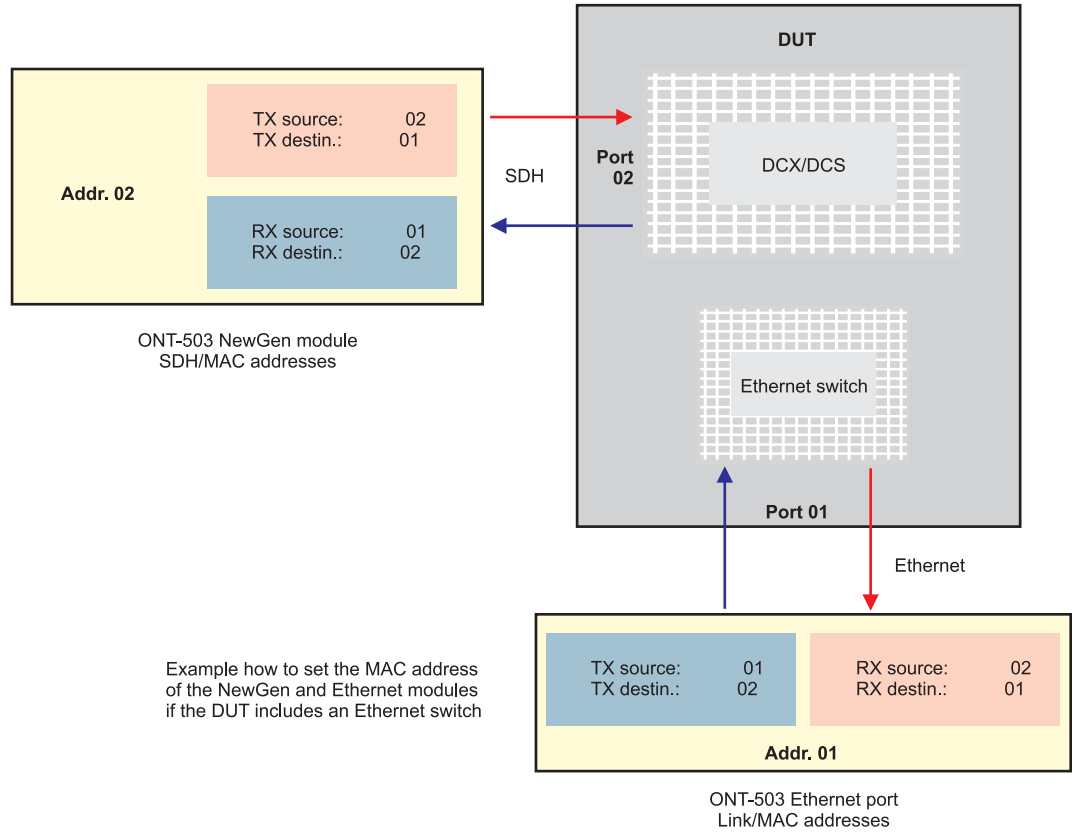 DUT
TX source: 02
TX destin.: 01
Addr. 02
RX source: 01
RX destin.: 02
SDH
Port
02
DCX/DCS
ONT-503 NewGen module
SDH/MAC addresses
Ethernet switch
Port 01
Ethernet
Example how to set the MAC address
of the NewGen and Ethernet modules
if the DUT includes an Ethernet switch
TX source: 01
TX destin.: 02
RX source: 02
RX destin.: 01
Addr. 01
ONT-503 Ethernet port
Link/MAC addresses